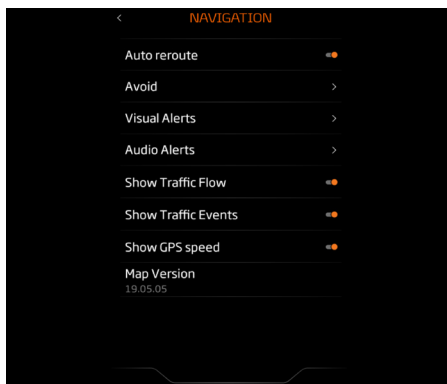 NAVIGATION
Auto reroute
Avoid
Visual Alerts
Audio Alerts
Show Traffic Flow
Show Traffic Events
Show GPS speed
Map Version
19.05.05